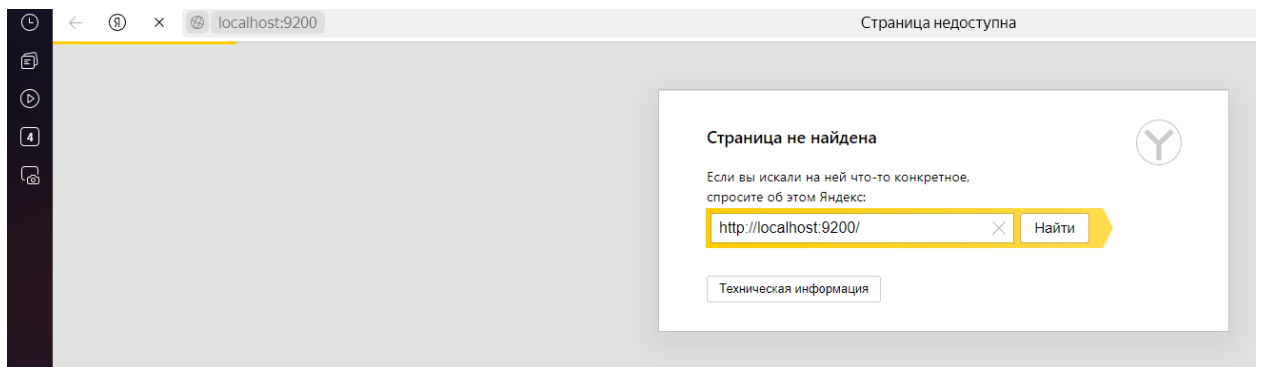 localhost:9200
Страница недоступна
4
Страница не найдена
Если вы искали на ней что-то конкретное,
спросите об этом Яндекс:
http://localhost:9200/
Найти
Техническая информация